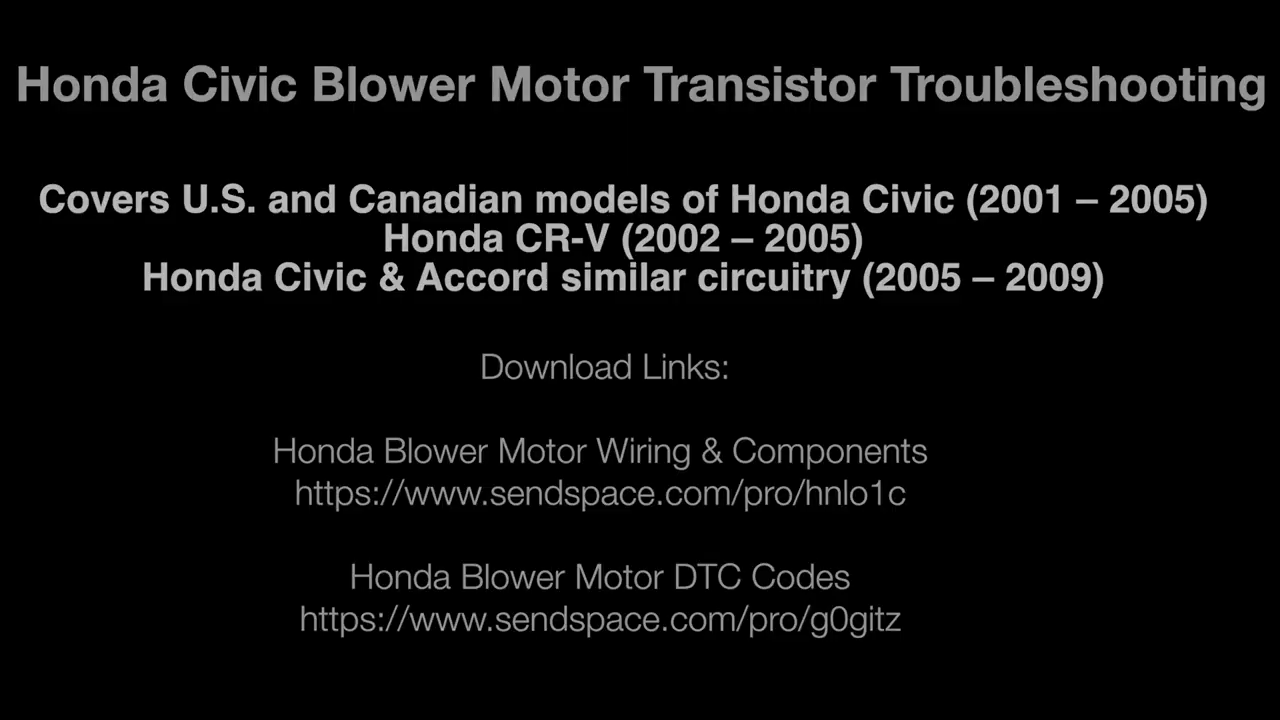 Honda Civic Blower Motor Transistor Troubleshooting
Covers U.S. and Canadian models of Honda Civic (2001 – 2005)
Honda CR-V (2002 – 2005)
Honda Civic & Accord similar circuitry (2005 – 2009)
Download Links:
Honda Blower Motor Wiring & Components
https://www.sendspace.com/pro/hnlo1c
Honda Blower Motor DTC Codes
https://www.sendspace.com/pro/g0gitz